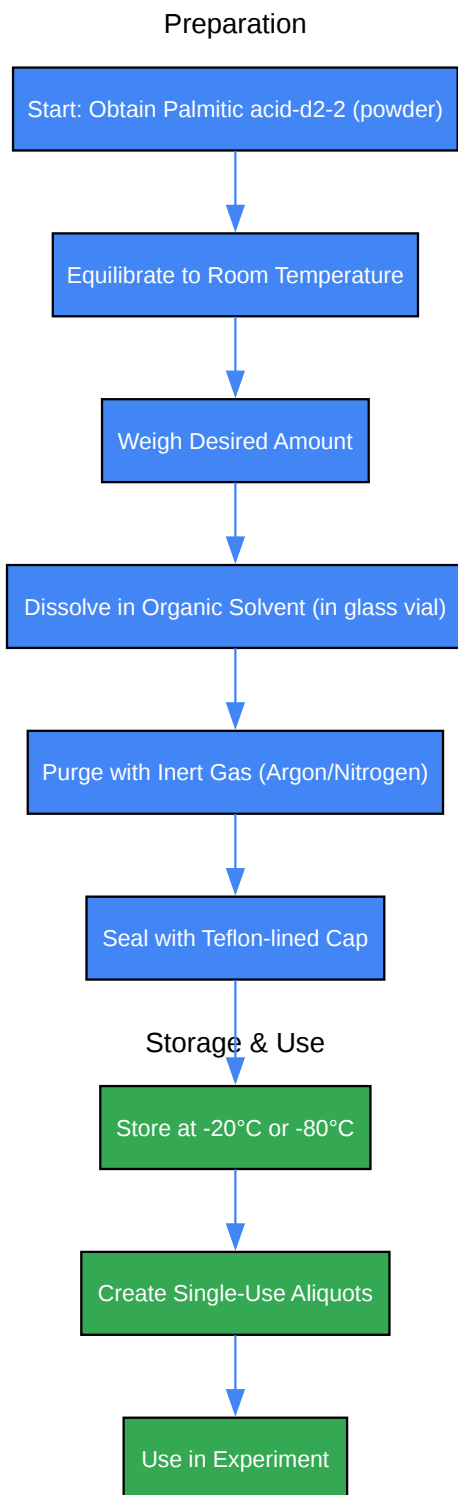 Preparation
Start: Obtain Palmitic acid-d2-2 (powder)
Equilibrate to Room Temperature
Weigh Desired Amount
Dissolve in Organic Solvent (in glass vial)
Purge with Inert Gas (Argon/Nitrogen)
Seal with Teflon-lined Cap
Storage & Use
Store at -20°C or -80°C
Create Single-Use Aliquots
Use in Experiment